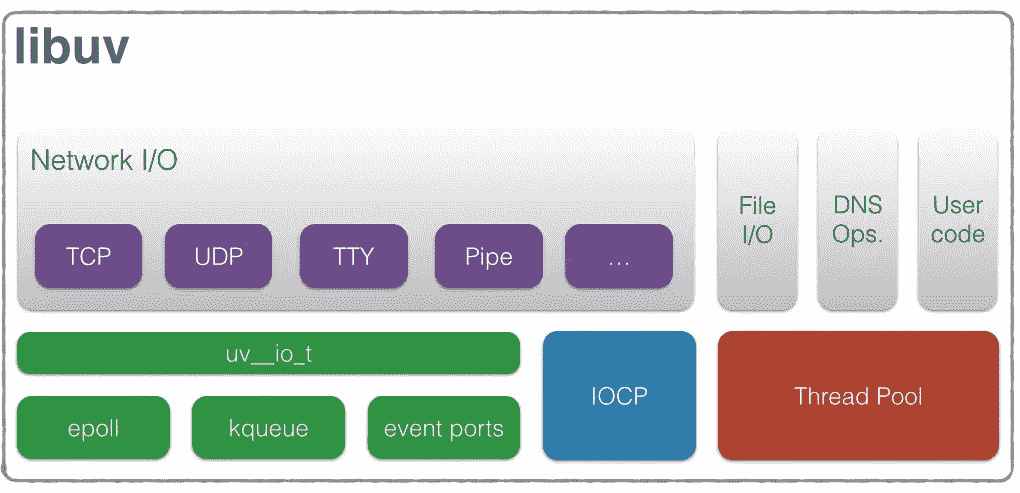 libuv
Network I/O
TCP
UDP
TTY
Pipe
...
File
I/O
DNS
Ops.
User
code
uv__io_t
epoll
kqueue
event ports
IOCP
Thread Pool